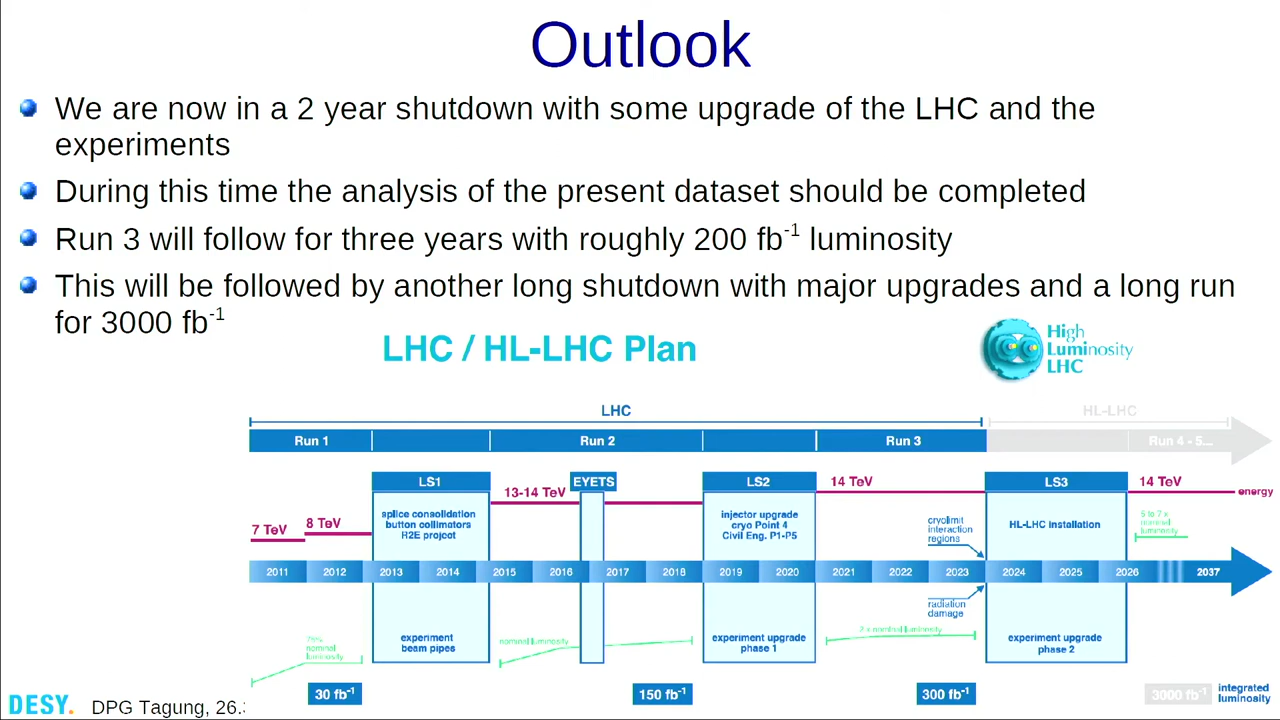 Outlook
We are now in a 2 year shutdown with some upgrade of the LHC and the
experiments
During this time the analysis of the present dataset should be completed
Run 3 will follow for three years with roughly 200 fb-1 luminosity
This will be followed by another long shutdown with major upgrades and a long run
for 3000 fb-1
LHC / HL-LHC Plan
High
Luminosity
LHC
LHC
HL-LHC
Run 1
Run 2
Run 3
Run 4 - 5...
LS1
EYETS
LS2
LS3
13-14 TeV
14 TeV
14 TeV
energy
7 TeV
8 TeV
splice consolidation
button collimators
R2E project
injector upgrade
cryo Point 4
Civil Eng. P1-P5
cryolimit
interaction
regions
HL-LHC installation
5 to 7 x
nominal
luminosity
2011 2012 2013 2014 2015 2016 2017 2018 2019 2020 2021 2022 2023 2024 2025 2026 2037
radiation
damage
75%
nominal
luminosity
experiment
beam pipes
nominal luminosity
experiment upgrade
phase 1
2 x nominal luminosity
experiment upgrade
phase 2
30 fb-1
150 fb-1
300 fb-1
3000 fb-1
integrated
luminosity
DESY.
DPG Tagung, 26.